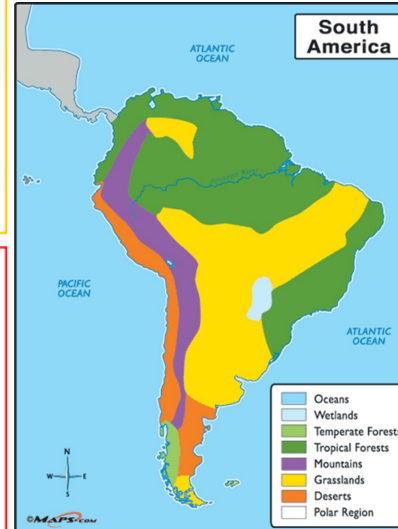 South
America
ATLANTIC
OCEAN
Amazon River
PACIFIC
OCEAN
ATLANTIC
OCEAN
Oceans
Wetlands
Temperate Forests
Tropical Forests
Mountains
Grasslands
Deserts
Polar Region
N
W
E
S
©MAPS.COM